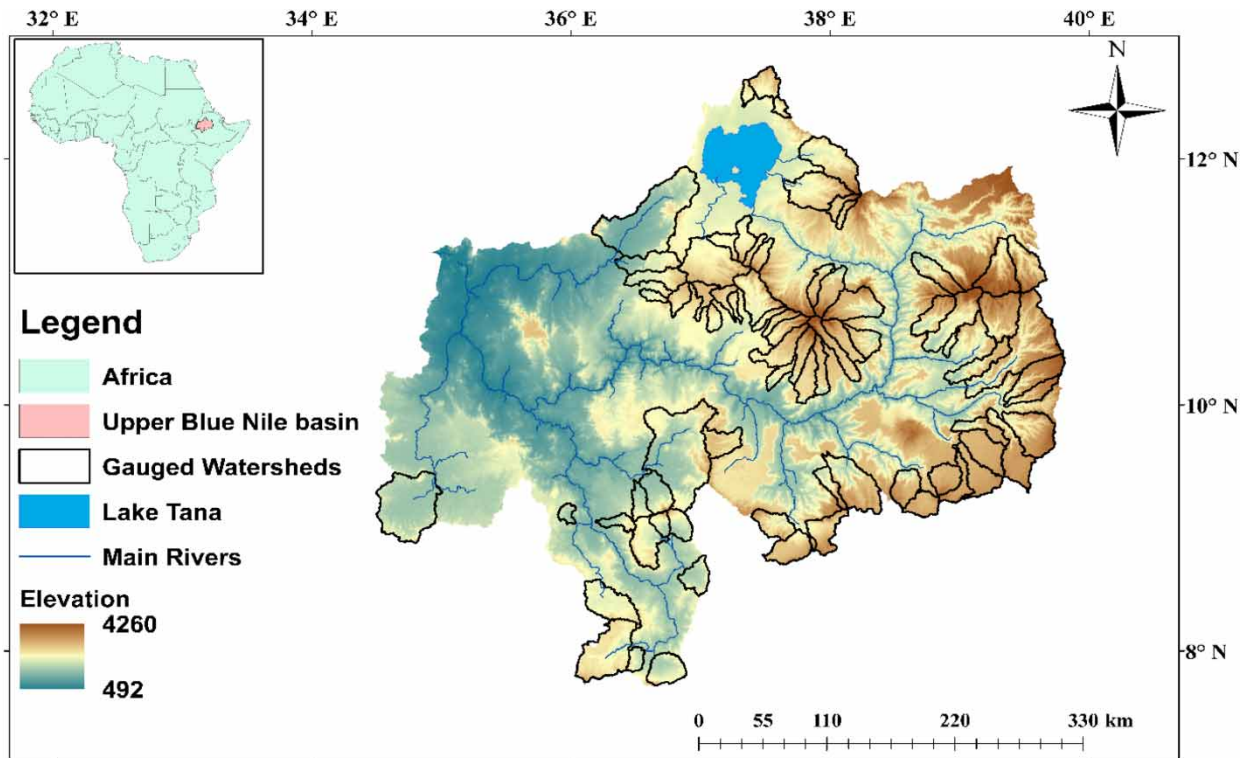 32° E 34° E 36° E 38° E 40° E
N
12° N
Legend
Africa
Upper Blue Nile basin
10° N
Gauged Watersheds
Lake Tana
Main Rivers
Elevation
4260
492
8° N
0 55 110 220 330 km